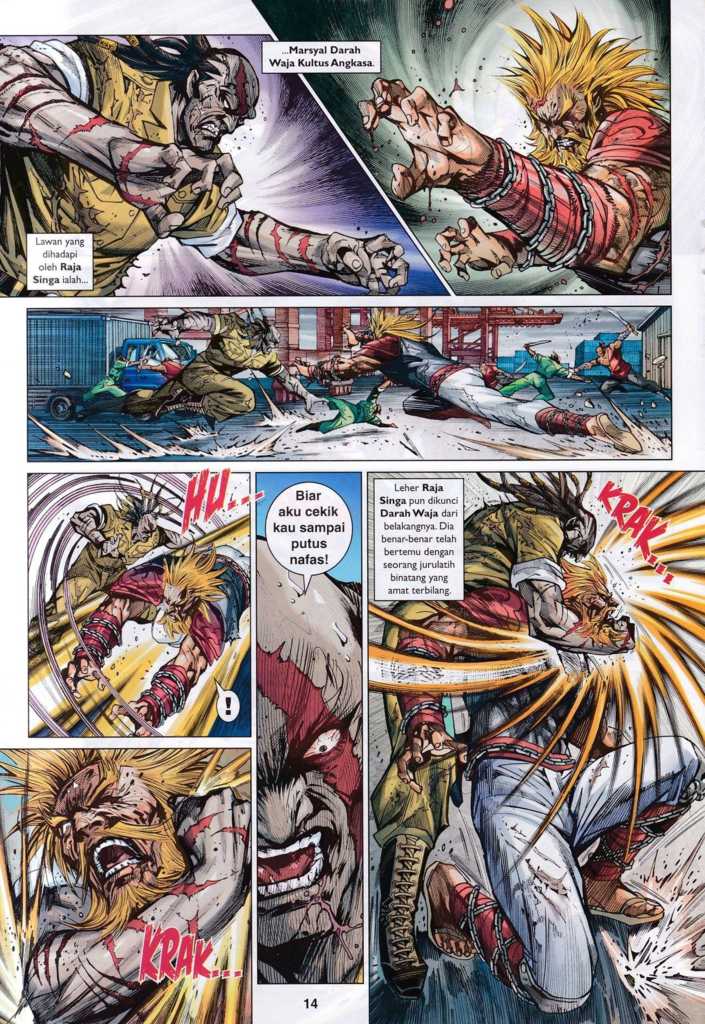 Lawan yang
dihadapi
oleh Raja
Singa ialah...
...Marsyal Darah
Waja Kultus Angkasa.
HU...
!
Biar
aku cekik
kau sampai
putus
nafas!
Leher Raja
Singa pun dikunci
Darah Waja dari
belakangnya. Dia
benar-benar telah
bertemu dengan
seorang jurulatih
binatang yang
amat terbilang.
KRAK...
KRAK...
14